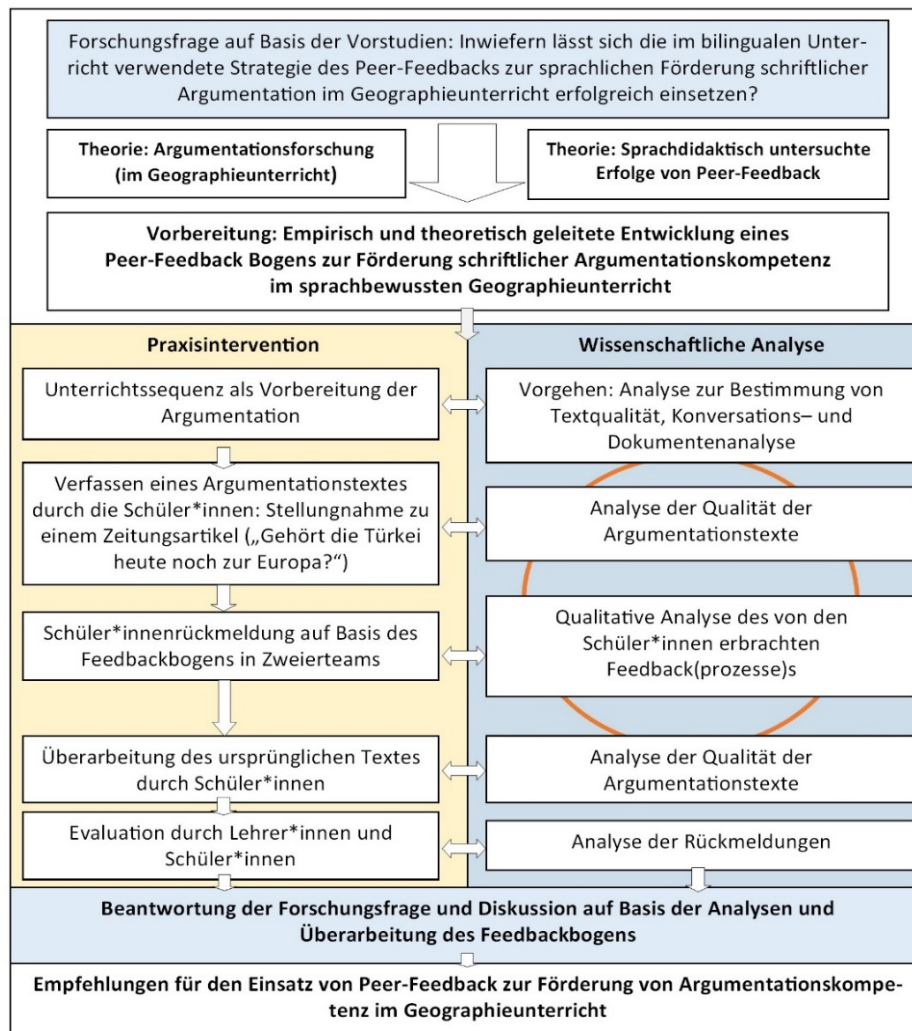 Forschungsfrage auf Basis der Vorstudien: Inwiefern lässt sich die im bilingualen Unter-
richt verwendete Strategie des Peer-Feedbacks zur sprachlichen Förderung schriftlicher
Argumentation im Geographieunterricht erfolgreich einsetzen?
Theorie: Argumentationsforschung
(im Geographieunterricht)
Theorie: Sprachdidaktisch untersuchte
Erfolge von Peer-Feedback
Vorbereitung: Empirisch und theoretisch geleitete Entwicklung eines
Peer-Feedback Bogens zur Förderung schriftlicher Argumentationskompetenz
im sprachbewussten Geographieunterricht
Praxisintervention
Unterrichtssequenz als Vorbereitung der
Argumentation
Verfassen eines Argumentationstextes
durch die Schüler*innen: Stellungnahme zu
einem Zeitungsartikel („Gehört die Türkei
heute noch zur Europa?“)
Schüler*innenrückmeldung auf Basis des
Feedbackbogens in Zweierteams
Überarbeitung des ursprünglichen Textes
durch Schüler*innen
Evaluation durch Lehrer*innen und
Schüler*innen
Wissenschaftliche Analyse
Vorgehen: Analyse zur Bestimmung von
Textqualität, Konversations– und
Dokumentenanalyse
Analyse der Qualität der
Argumentationstexte
Qualitative Analyse des von den
Schüler*innen erbrachten
Feedback(prozesse)s
Analyse der Qualität der
Argumentationstexte
Analyse der Rückmeldungen
Beantwortung der Forschungsfrage und Diskussion auf Basis der Analysen und
Überarbeitung des Feedbackbogens
Empfehlungen für den Einsatz von Peer-Feedback zur Förderung von Argumentationskompe-
tenz im Geographieunterricht